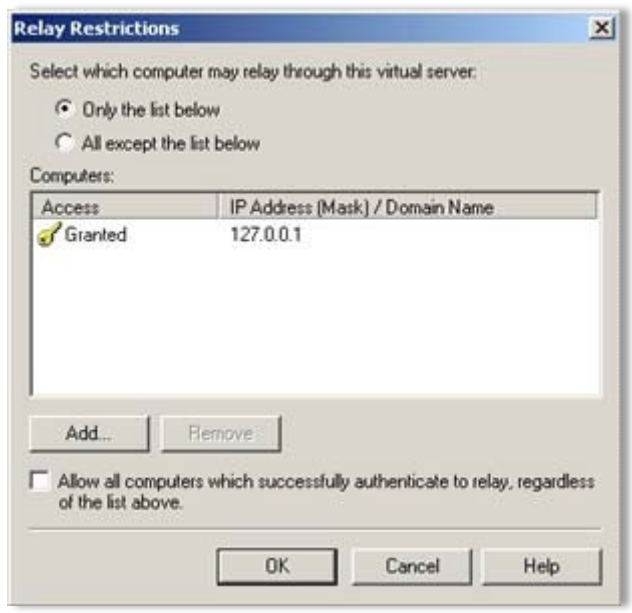 Relay Restrictions
Select which computer may relay through this virtual server:
Only the list below
All except the list below
Computers:
Access IP Address (Mask) / Domain Name
Granted 127.0.0.1
Add... Remove
Allow all computers which successfully authenticate to relay, regardless
of the list above.
OK Cancel Help